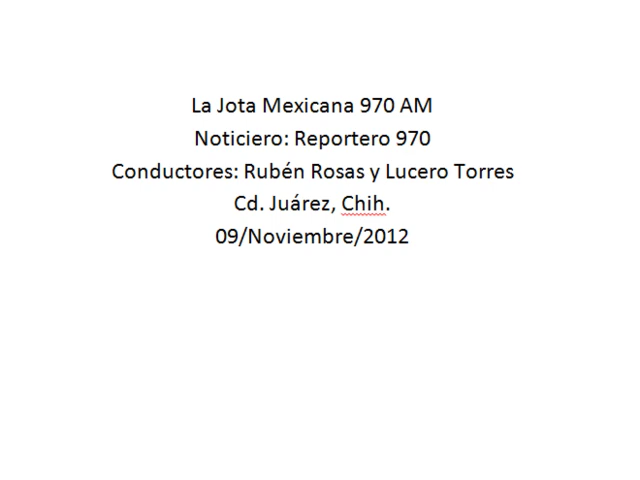 La Jota Mexicana 970 AM
Noticiero: Reportero 970
Conductores: Rubén Rosas y Lucero Torres
Cd. Juárez, Chih.
09/Noviembre/2012